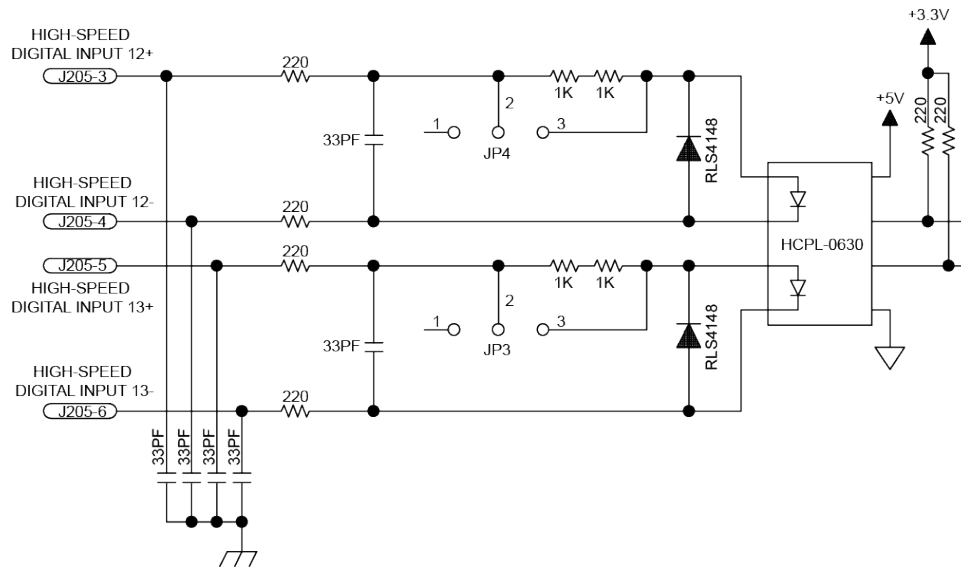 HIGH-SPEED
DIGITAL INPUT 12+
J205-3
220
33PF
1
2
3
JP4
1K 1K
RLS4148
+3.3V
+5V
220
220
HIGH-SPEED
DIGITAL INPUT 12-
J205-4
220
HCPL-0630
J205-5
HIGH-SPEED
DIGITAL INPUT 13+
220
33PF
1
2
3
JP3
1K 1K
RLS4148
HIGH-SPEED
DIGITAL INPUT 13-
J205-6
220
33PF
33PF
33PF
33PF